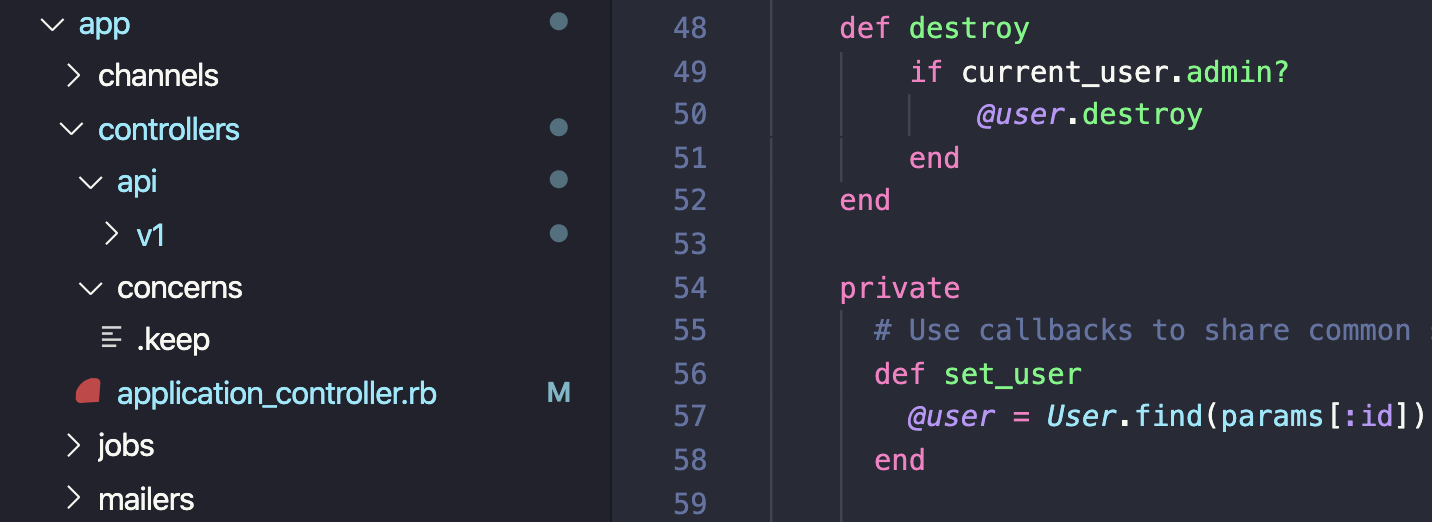 app
channels
controllers
api
v1
concerns
.keep
application_controller.rb M
jobs
mailers
48 def destroy
49 if current_user.admin?
50 @user.destroy
51 end
52 end
53
54 private
55 # Use callbacks to share common
56 def set_user
57 @user = User.find(params[:id])
58 end
59